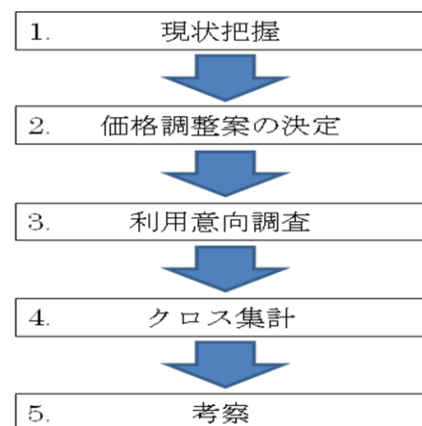 1. 現状把握
2. 価格調整案の決定
3. 利用意向調査
4. クロス集計
5. 考察